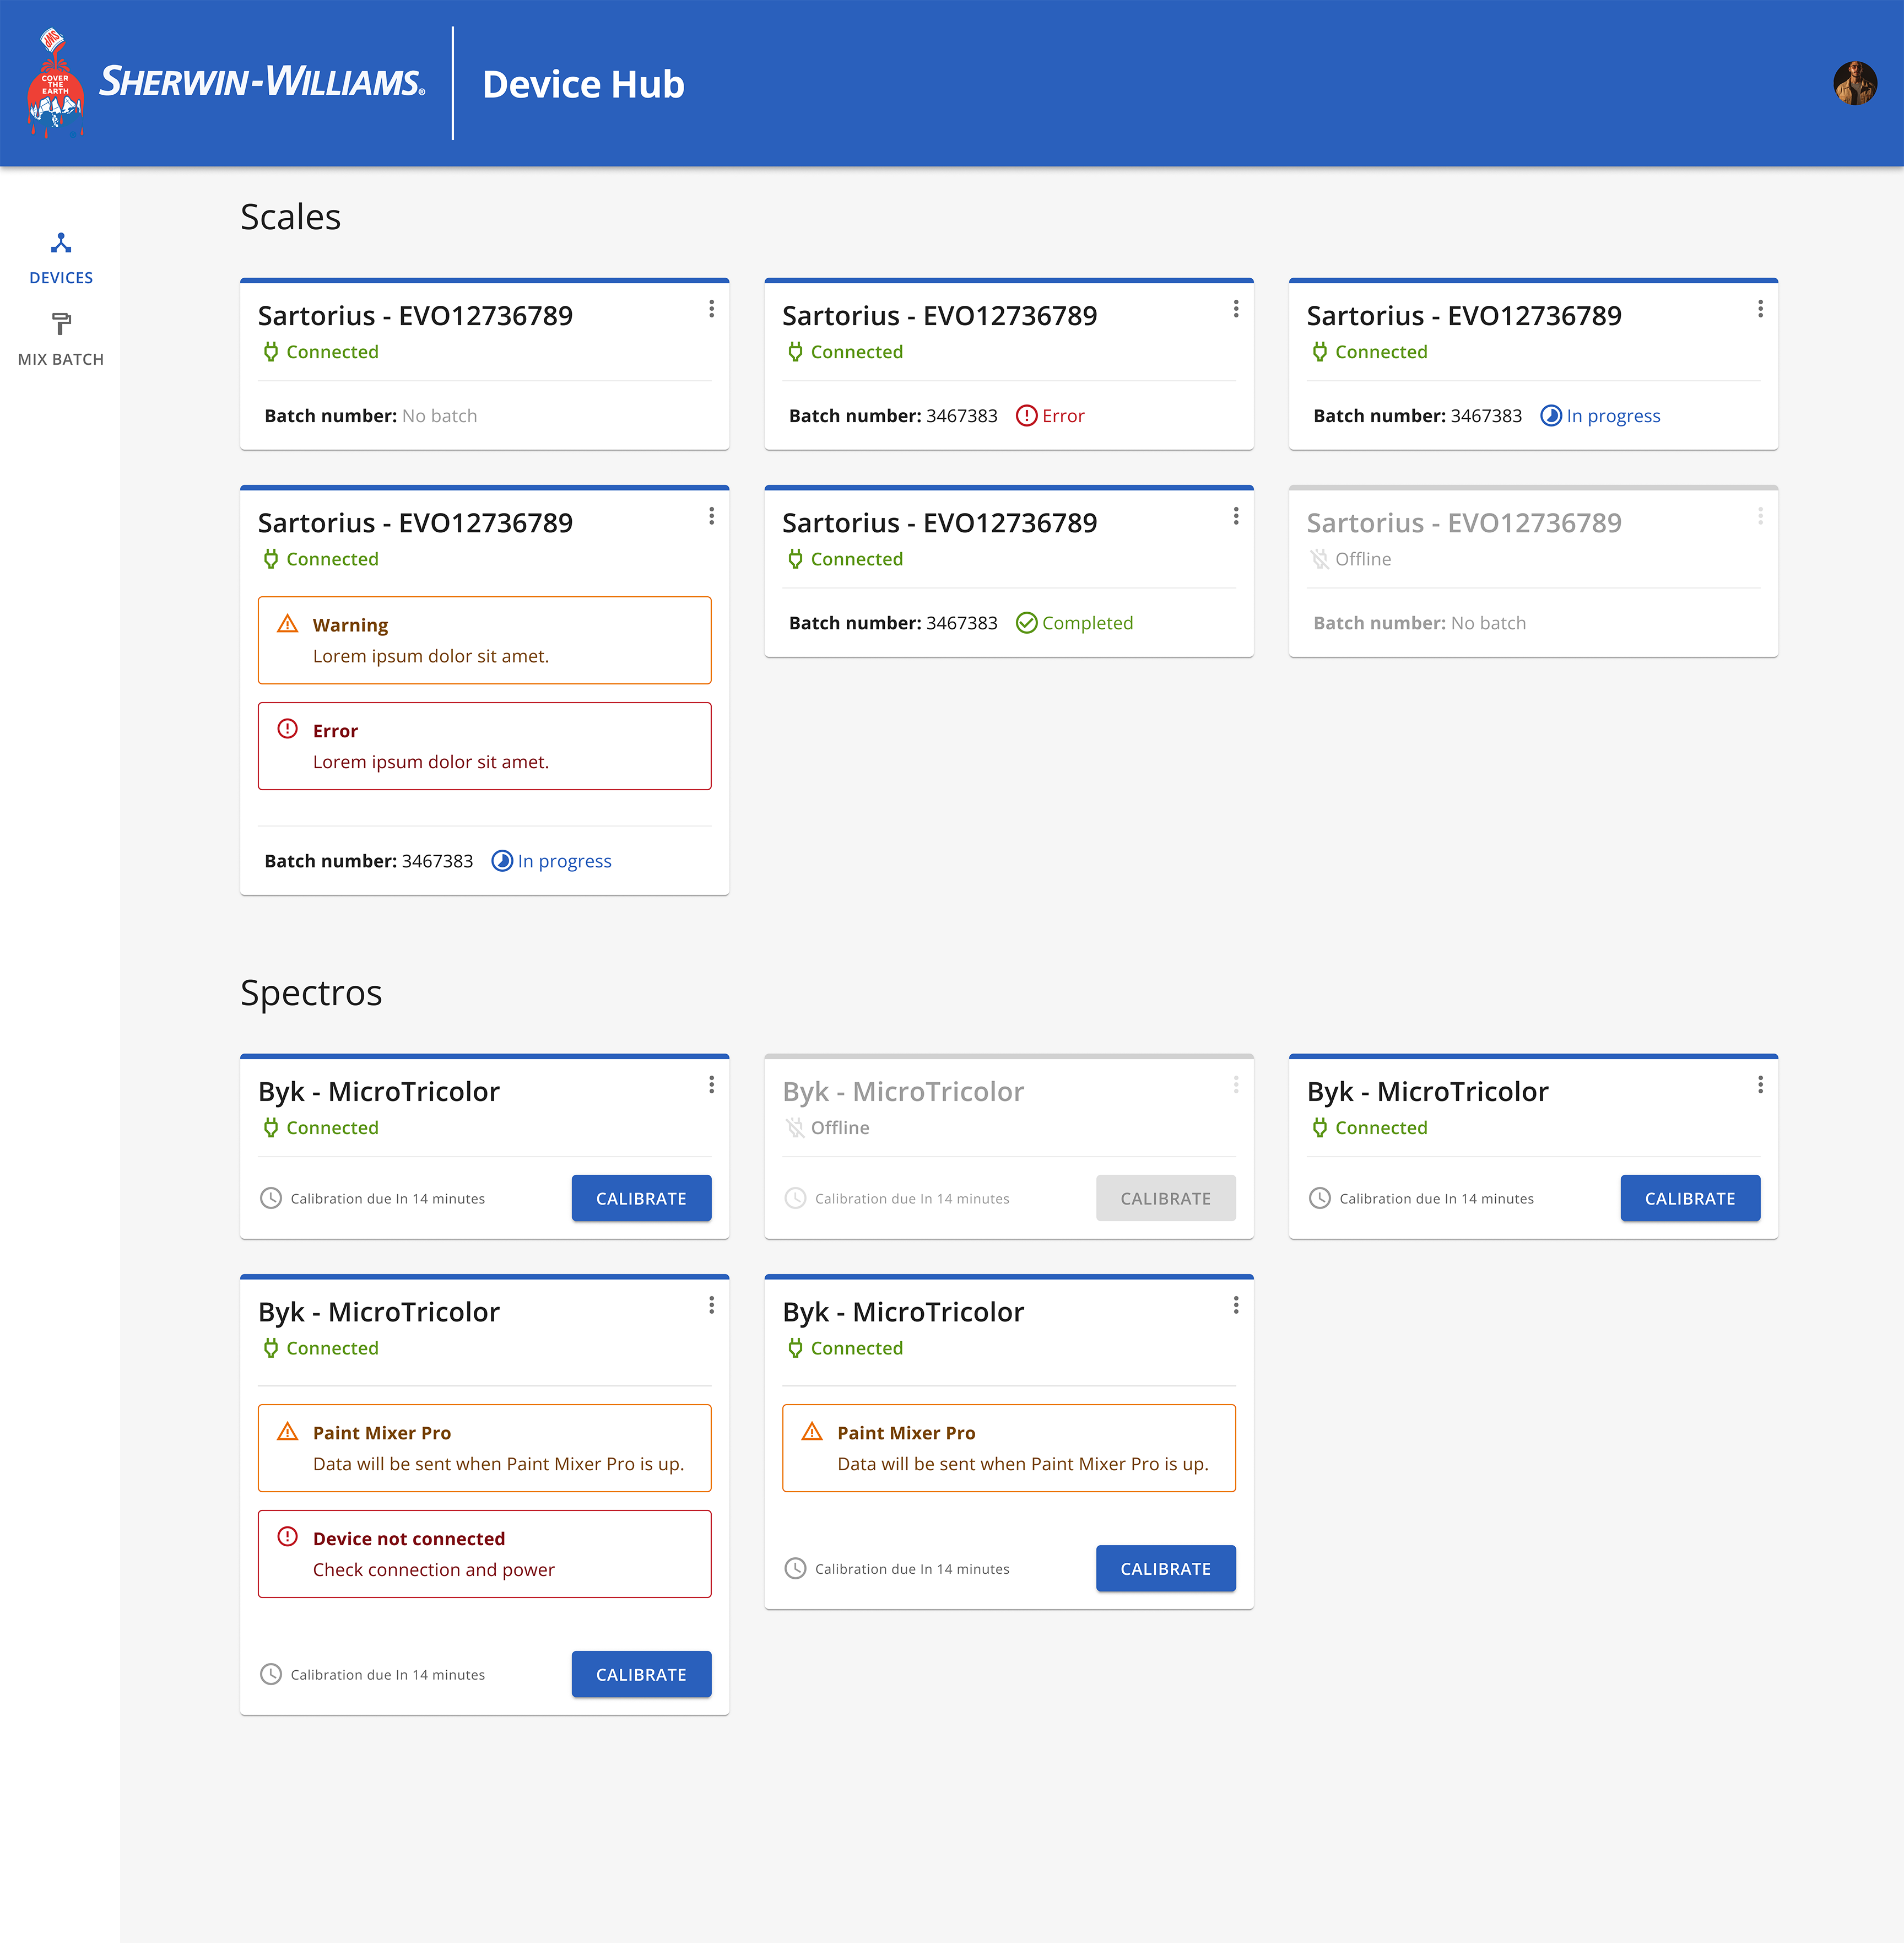 SWP
COVER
THE
EARTH
SHERWIN-WILLIAMS®
Device Hub
DEVICES
MIX BATCH
Scales
Sartorius - EVO12736789
Connected
Batch number: No batch
Sartorius - EVO12736789
Connected
Batch number: 3467383 Error
Sartorius - EVO12736789
Connected
Batch number: 3467383 In progress
Sartorius - EVO12736789
Connected
Warning
Lorem ipsum dolor sit amet.
Error
Lorem ipsum dolor sit amet.
Batch number: 3467383 In progress
Sartorius - EVO12736789
Connected
Batch number: 3467383 Completed
Sartorius - EVO12736789
Offline
Batch number: No batch
Spectros
Byk - MicroTricolor
Connected
Calibration due In 14 minutes CALIBRATE
Byk - MicroTricolor
Offline
Calibration due In 14 minutes CALIBRATE
Byk - MicroTricolor
Connected
Calibration due In 14 minutes CALIBRATE
Byk - MicroTricolor
Connected
Paint Mixer Pro
Data will be sent when Paint Mixer Pro is up.
Device not connected
Check connection and power
Calibration due In 14 minutes CALIBRATE
Byk - MicroTricolor
Connected
Paint Mixer Pro
Data will be sent when Paint Mixer Pro is up.
Calibration due In 14 minutes CALIBRATE